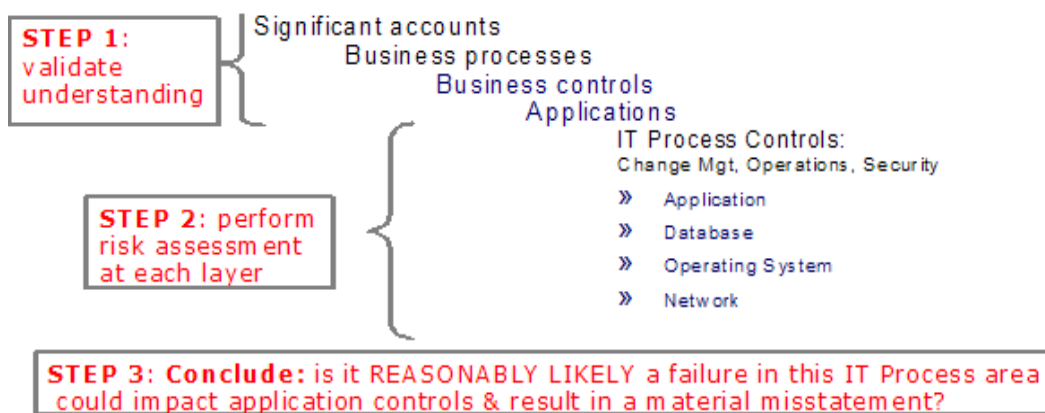 STEP 1:
validate
understanding
Significant accounts
Business processes
Business controls
Applications
IT Process Controls:
Change Mgt, Operations, Security
» Application
» Database
» Operating System
» Network
STEP 2: perform
risk assessment
at each layer
STEP 3: Conclude: is it REASONABLY LIKELY a failure in this IT Process area
could impact application controls & result in a material misstatement?